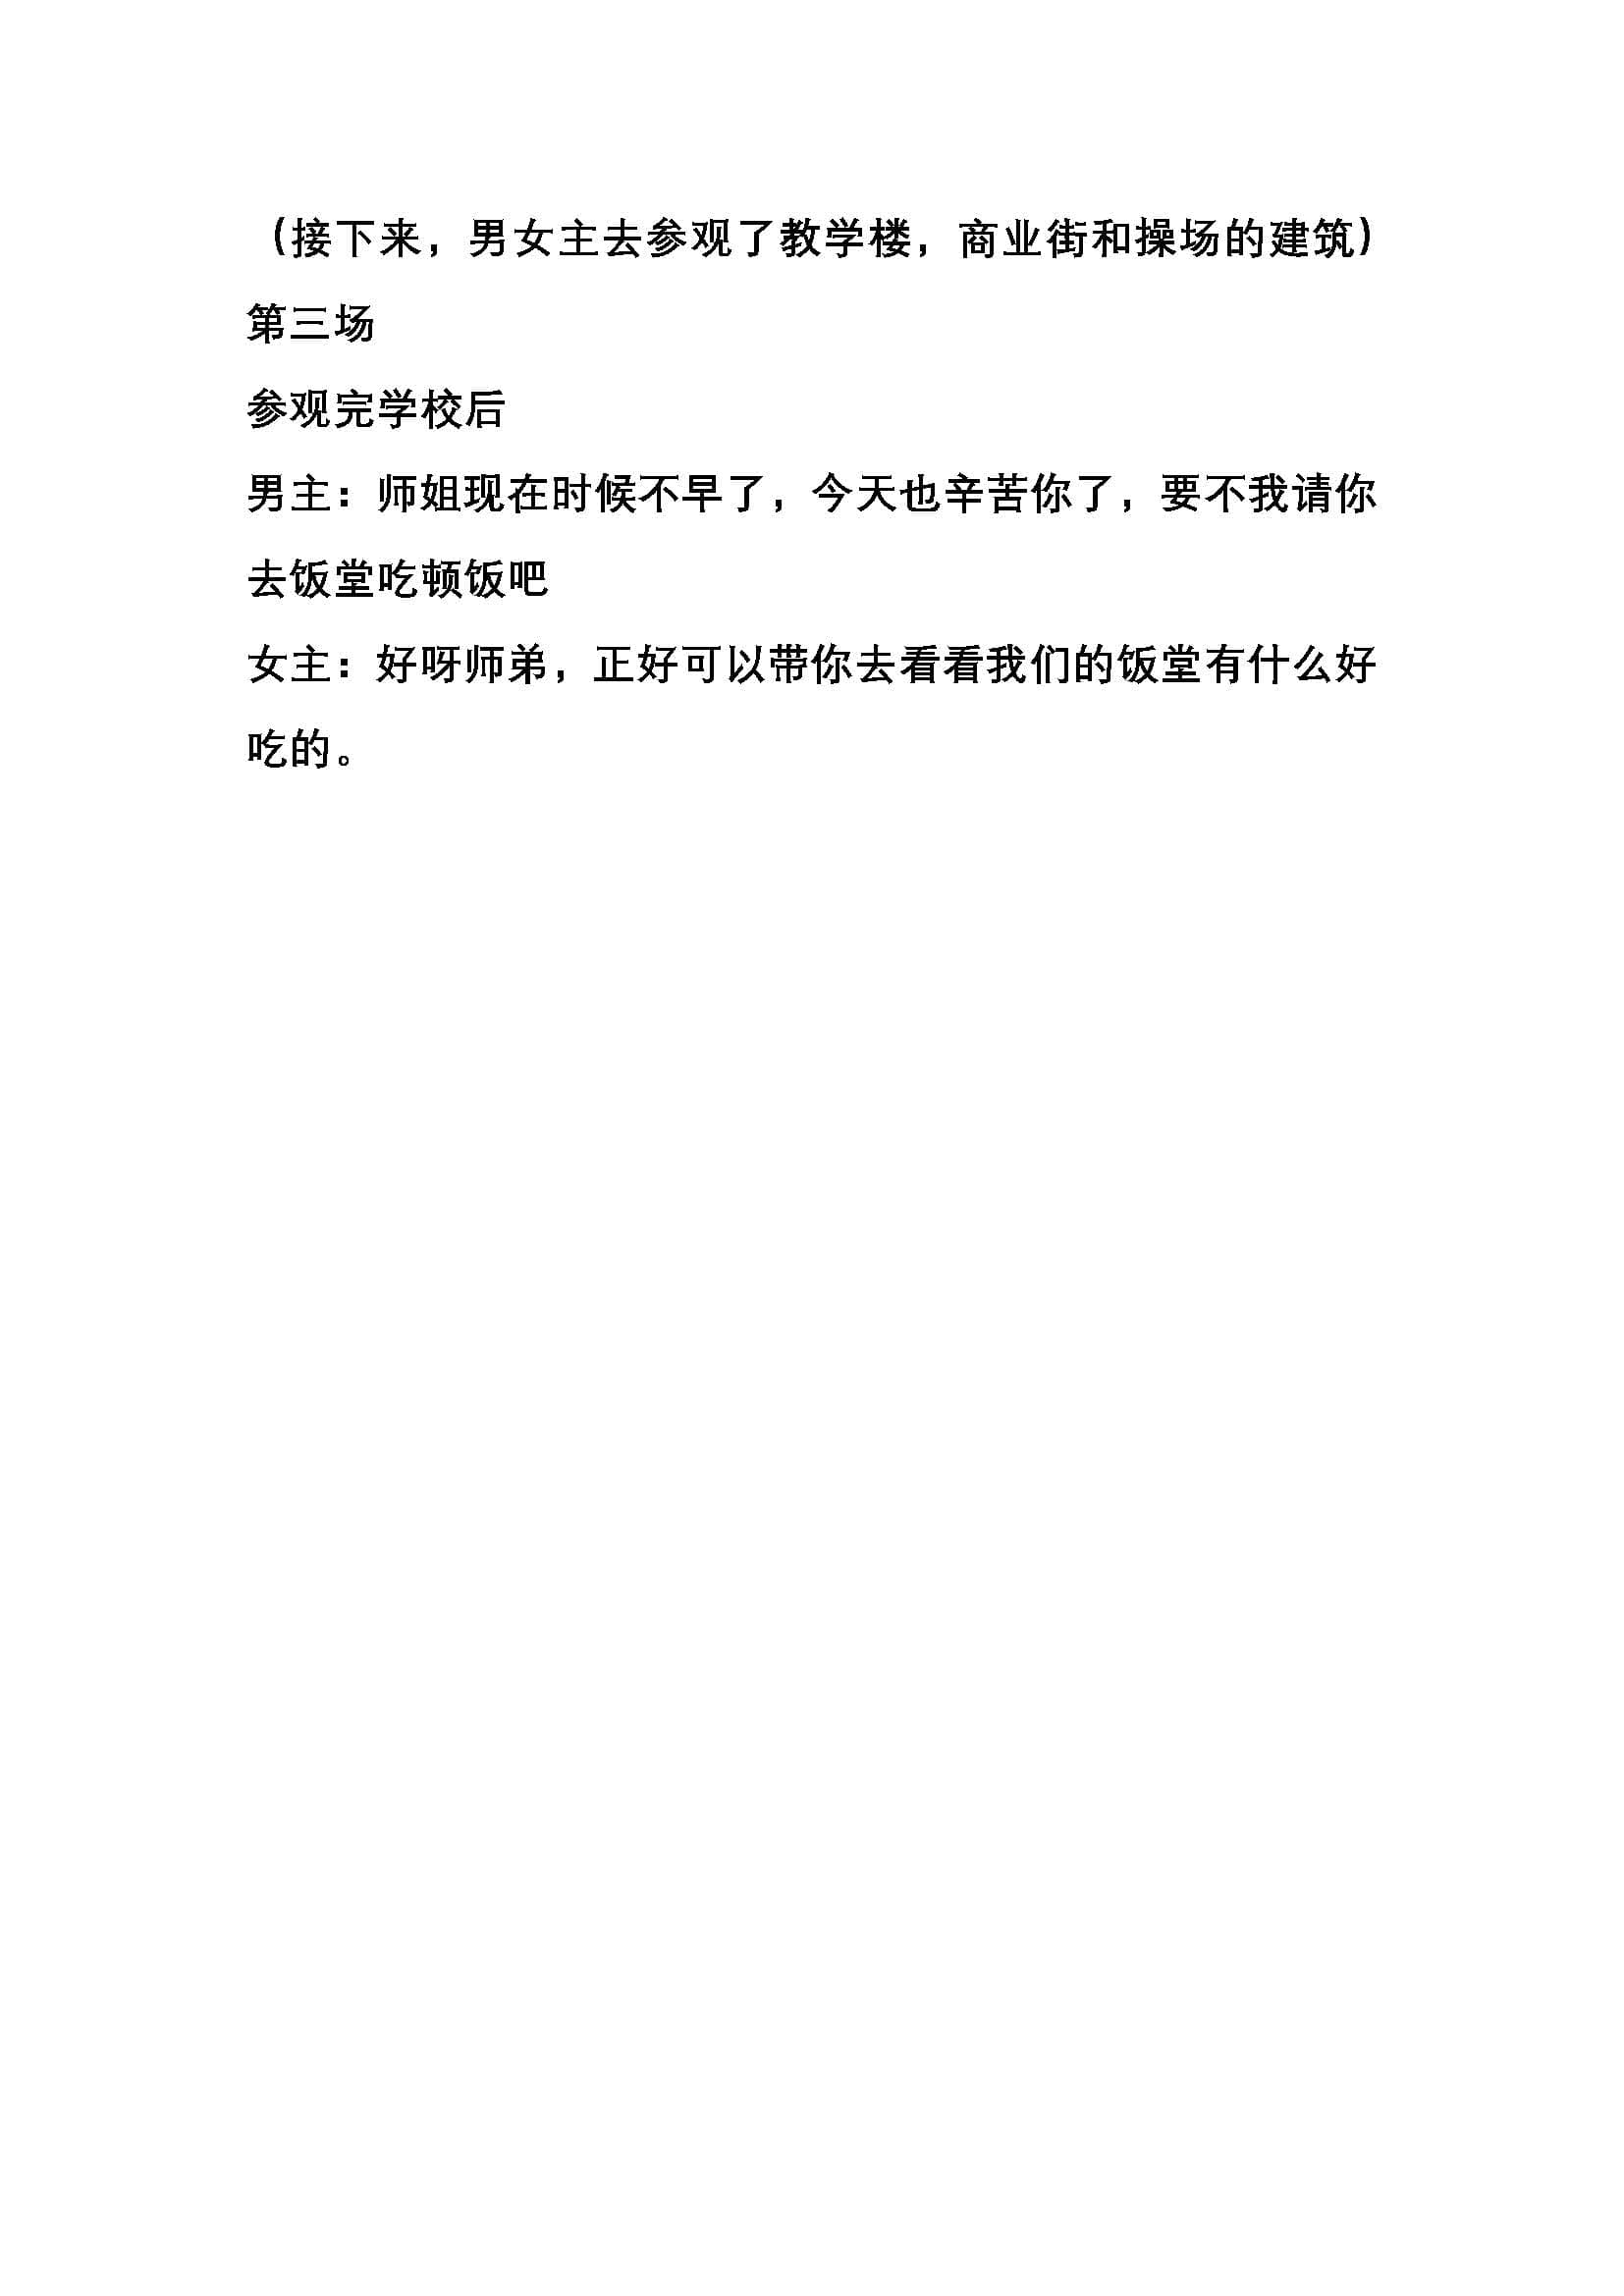 （接下来，男女主去参观了教学楼，商业街和操场的建筑）
第三场
参观完学校后
男主：师姐现在时候不早了，今天也辛苦你了，要不我请你
去饭堂吃顿饭吧
女主：好呀师弟，正好可以带你去看看我们的饭堂有什么好
吃的。